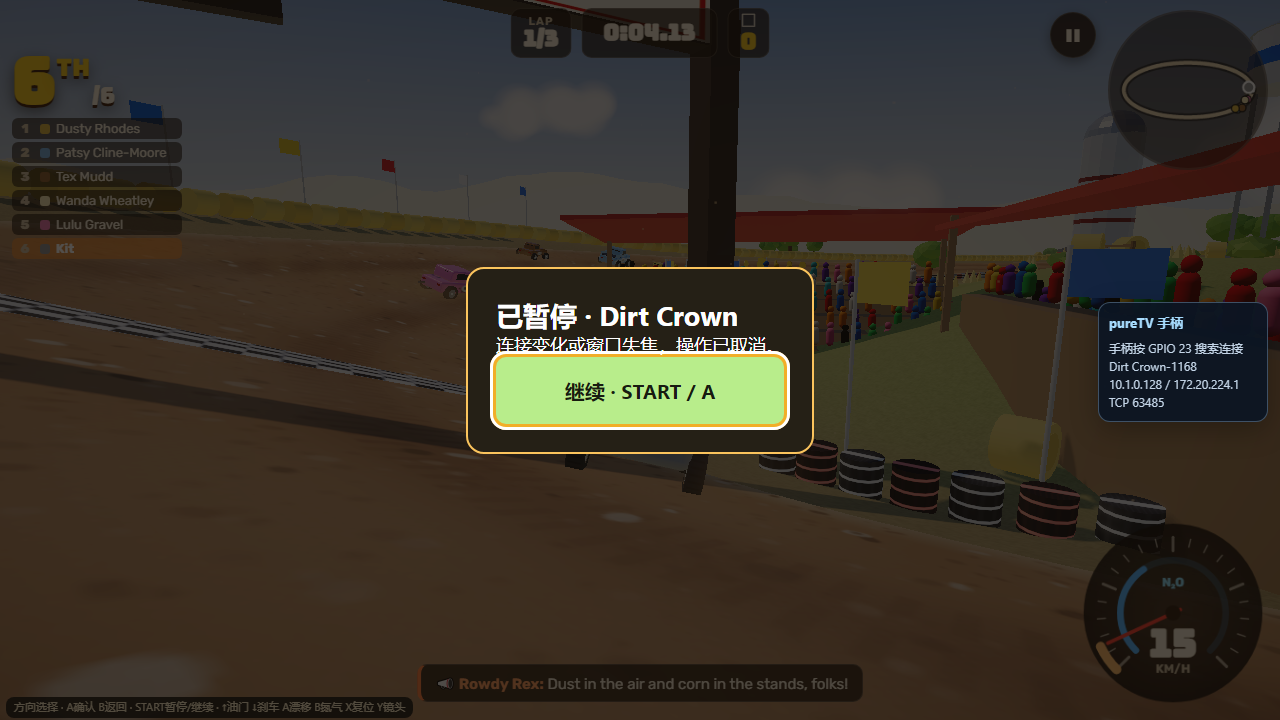 LAP
1/3
0:04.13
0
6TH
/6
1 Dusty Rhodes
2 Patsy Cline-Moore
3 Tex Mudd
4 Wanda Wheatley
5 Lulu Gravel
6 Kit
已暂停 · Dirt Crown
连接变化或窗口失焦，操作已取消。
继续 · START / A
pureTV 手柄
手柄按 GPIO 23 搜索连接
Dirt Crown-1168
10.1.0.128 / 172.20.224.1
TCP 63485
N₂O
15
KM/H
Rowdy Rex: Dust in the air and corn in the stands, folks!
方向选择 · A确认 B返回 · START暂停/继续 · ↑油门 ↓刹车 A漂移 B氮气 X复位 Y镜头